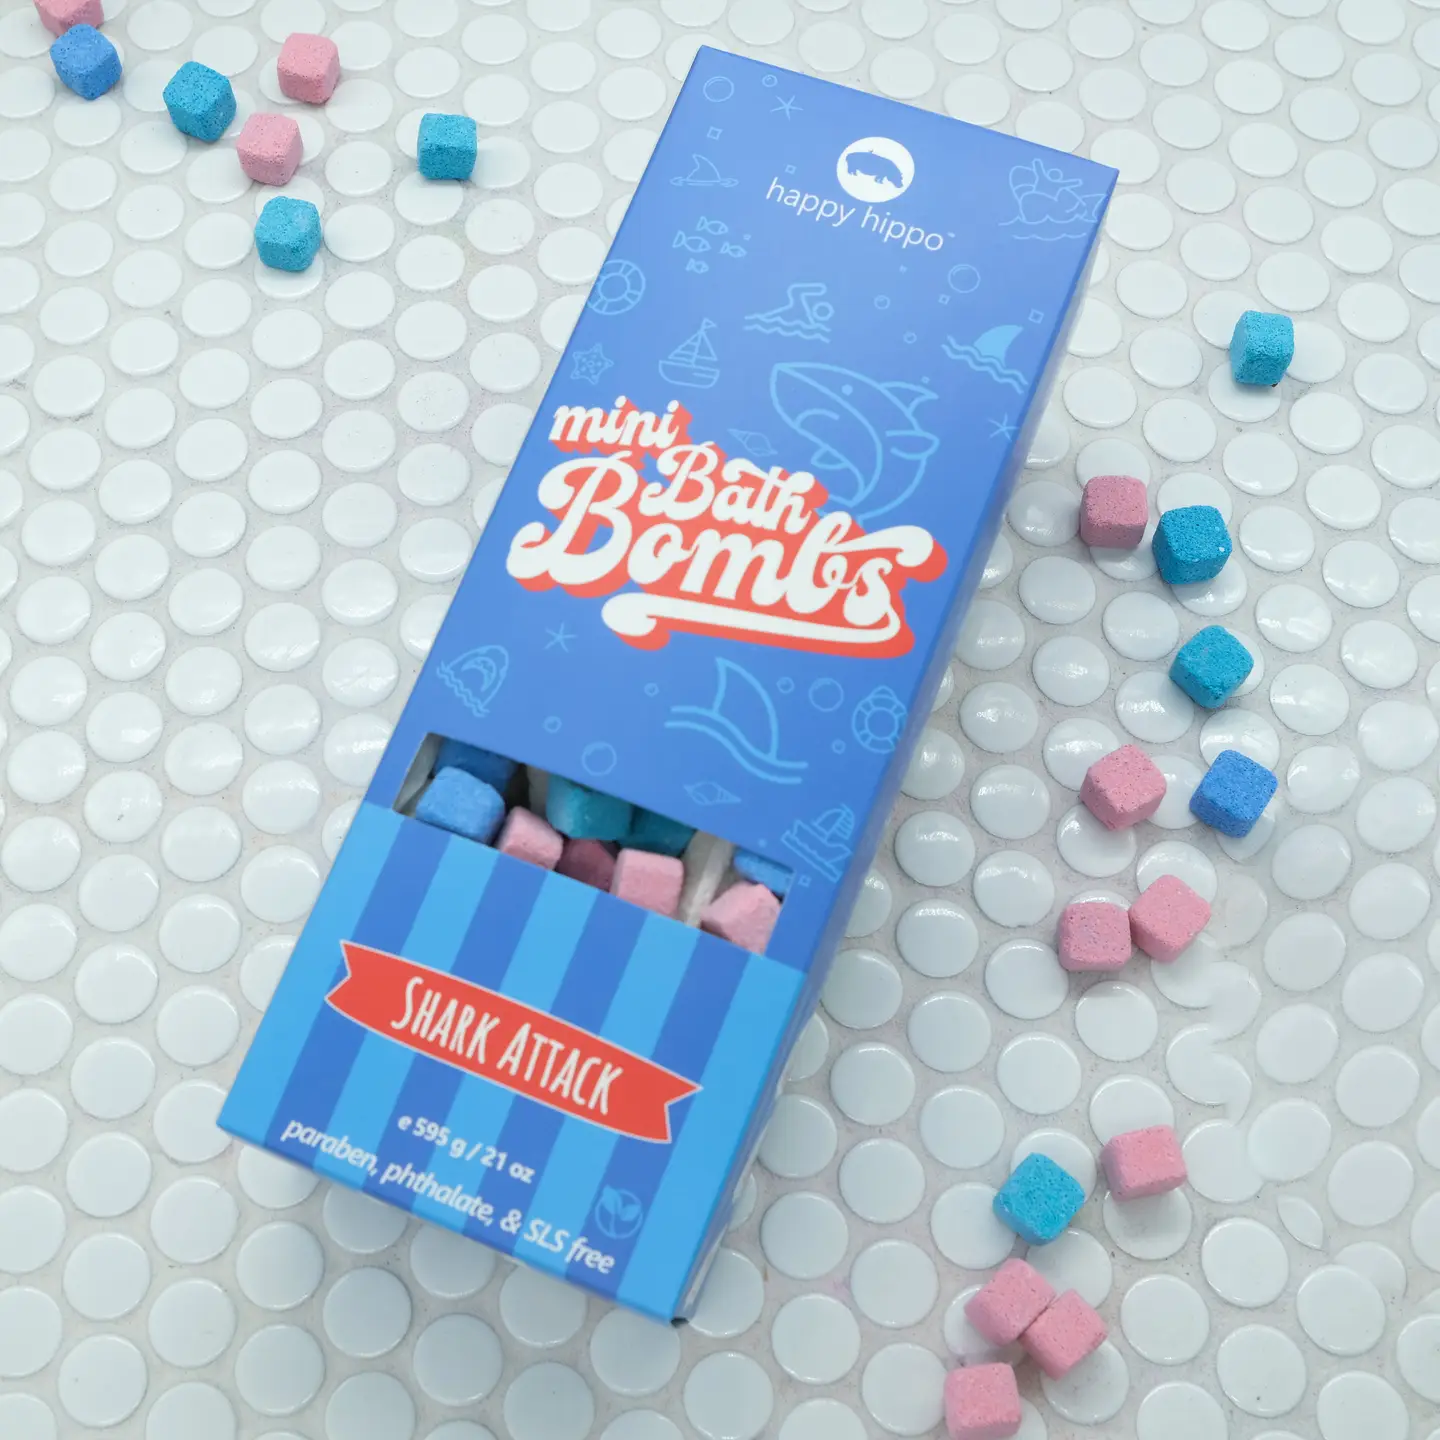 happy hippo™
mini
Bath
Bombs
SHARK ATTACK
e 595 g / 21 oz
paraben, phthalate, & SLS free